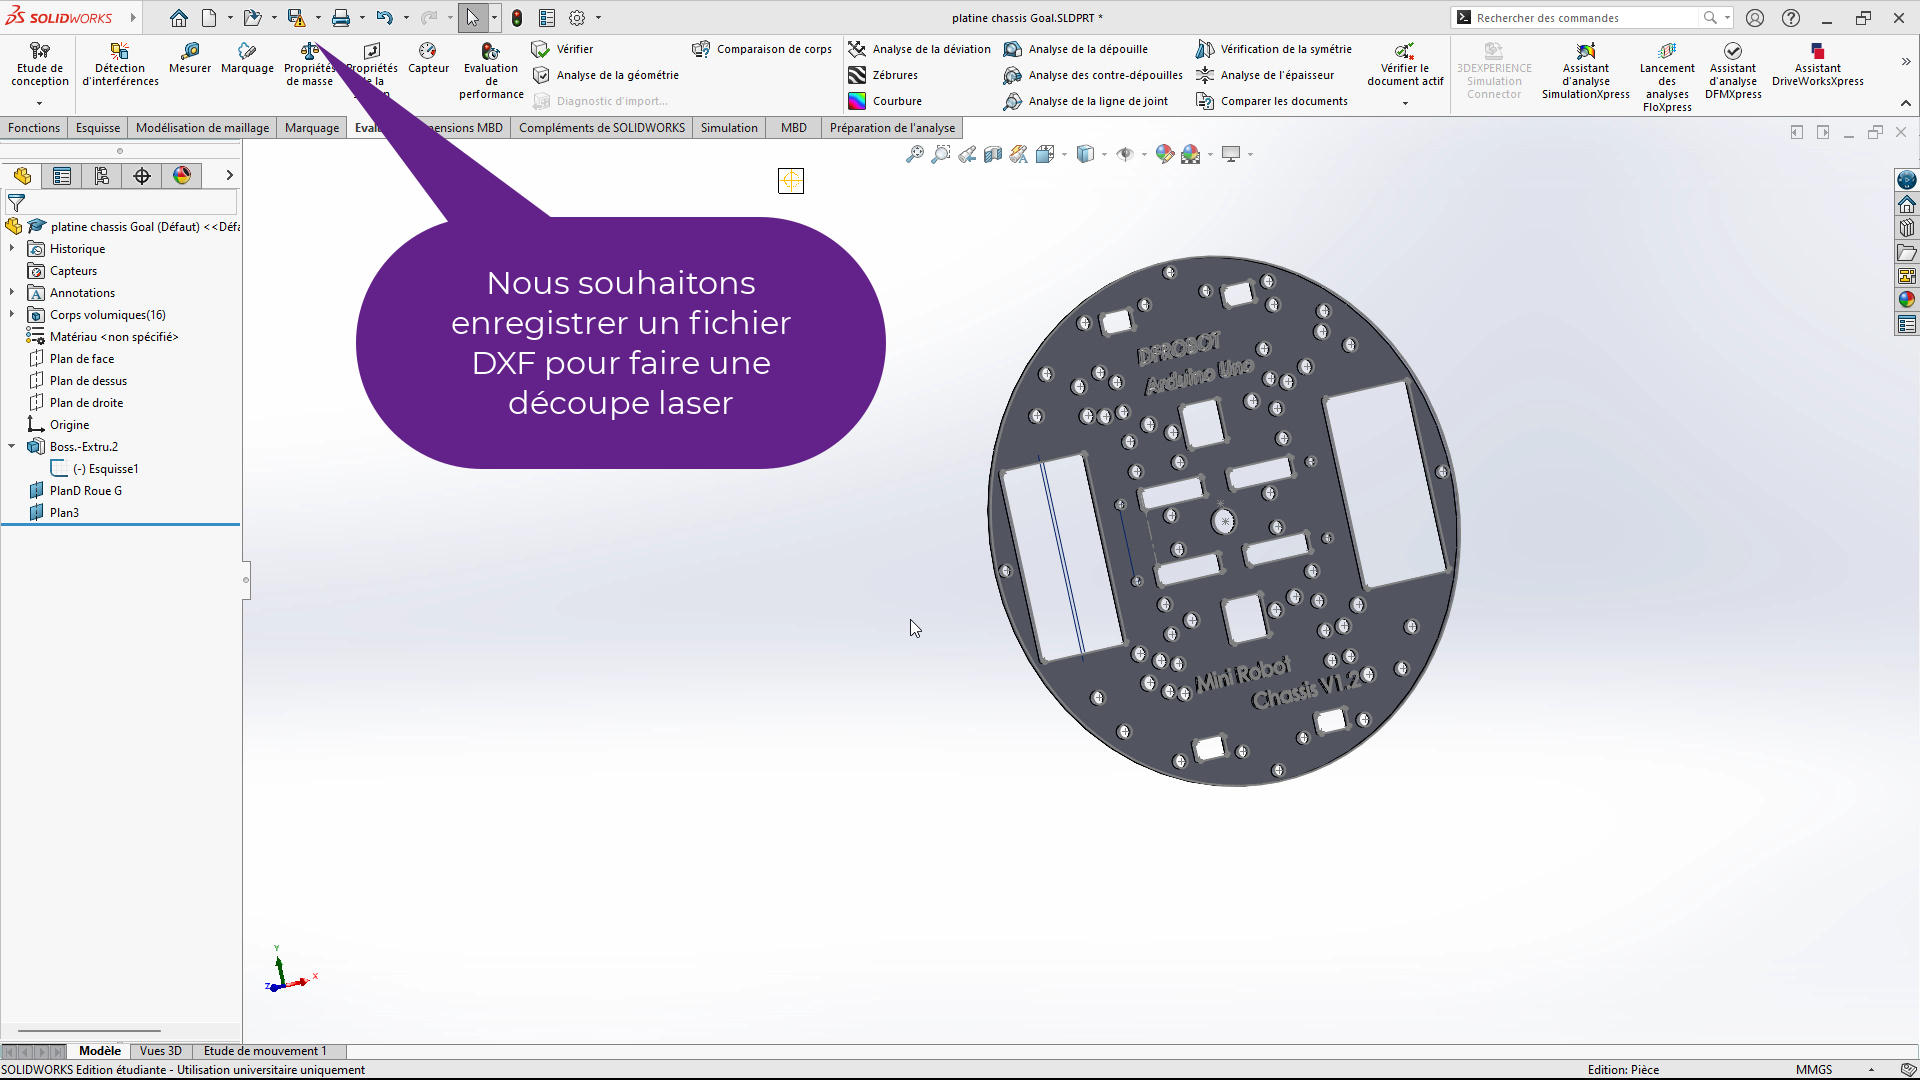 SOLIDWORKS
platine chassis Goal.SLDPRT *
Rechercher des commandes
Etude de conception
Détection d'interférences
Mesurer
Marquage
Propriétés de masse
Propriétés
Capteur
Evaluation de performance
Vérifier
Analyse de la géométrie
Diagnostic d'import...
Comparaison de corps
Analyse de la déviation
Zébrures
Courbure
Analyse de la dépouille
Analyse des contre-dépouilles
Analyse de la ligne de joint
Vérification de la symétrie
Analyse de l'épaisseur
Comparer les documents
Vérifier le document actif
3DEXPERIENCE Simulation Connector
Assistant d'analyse SimulationXpress
Lancement des analyses FloXpress
Assistant d'analyse DFMXpress
Assistant DriveWorksXpress
Fonctions
Esquisse
Modélisation de maillage
Marquage
MBD
Compléments de SOLIDWORKS
Simulation
MBD
Préparation de l'analyse
platine chassis Goal (Défaut) <<Défa
Historique
Capteurs
Annotations
Corps volumiques(16)
Matériau <non spécifié>
Plan de face
Plan de dessus
Plan de droite
Origine
Boss.-Extru.2
(-) Esquisse1
PlanD Roue G
Plan3
Nous souhaitons
enregistrer un fichier
DXF pour faire une
découpe laser
DFROBOT
Arduino Uno
Mini Robot
Chassis V1.2
Y
X
Z
Modèle
Vues 3D
Etude de mouvement 1
SOLIDWORKS Edition étudiante - Utilisation universitaire uniquement
Edition: Pièce
MMGS